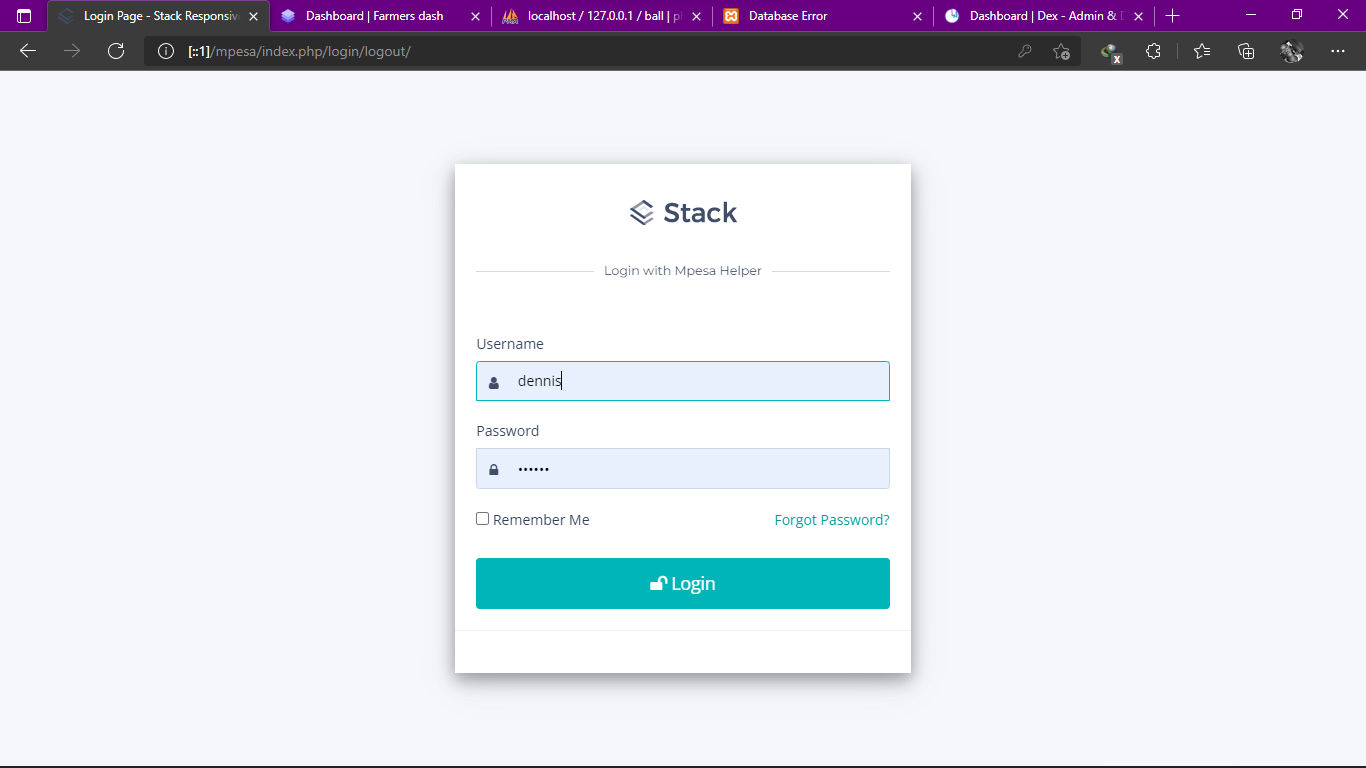 Login Page - Stack Responsiv
Dashboard | Farmers dash
localhost / 127.0.0.1 / ball | p
Database Error
Dashboard | Dex - Admin & D
[::1]/mpesa/index.php/login/logout/
x
Stack
Login with Mpesa Helper
Username
dennis
Password
••••••
Remember Me
Forgot Password?
Login